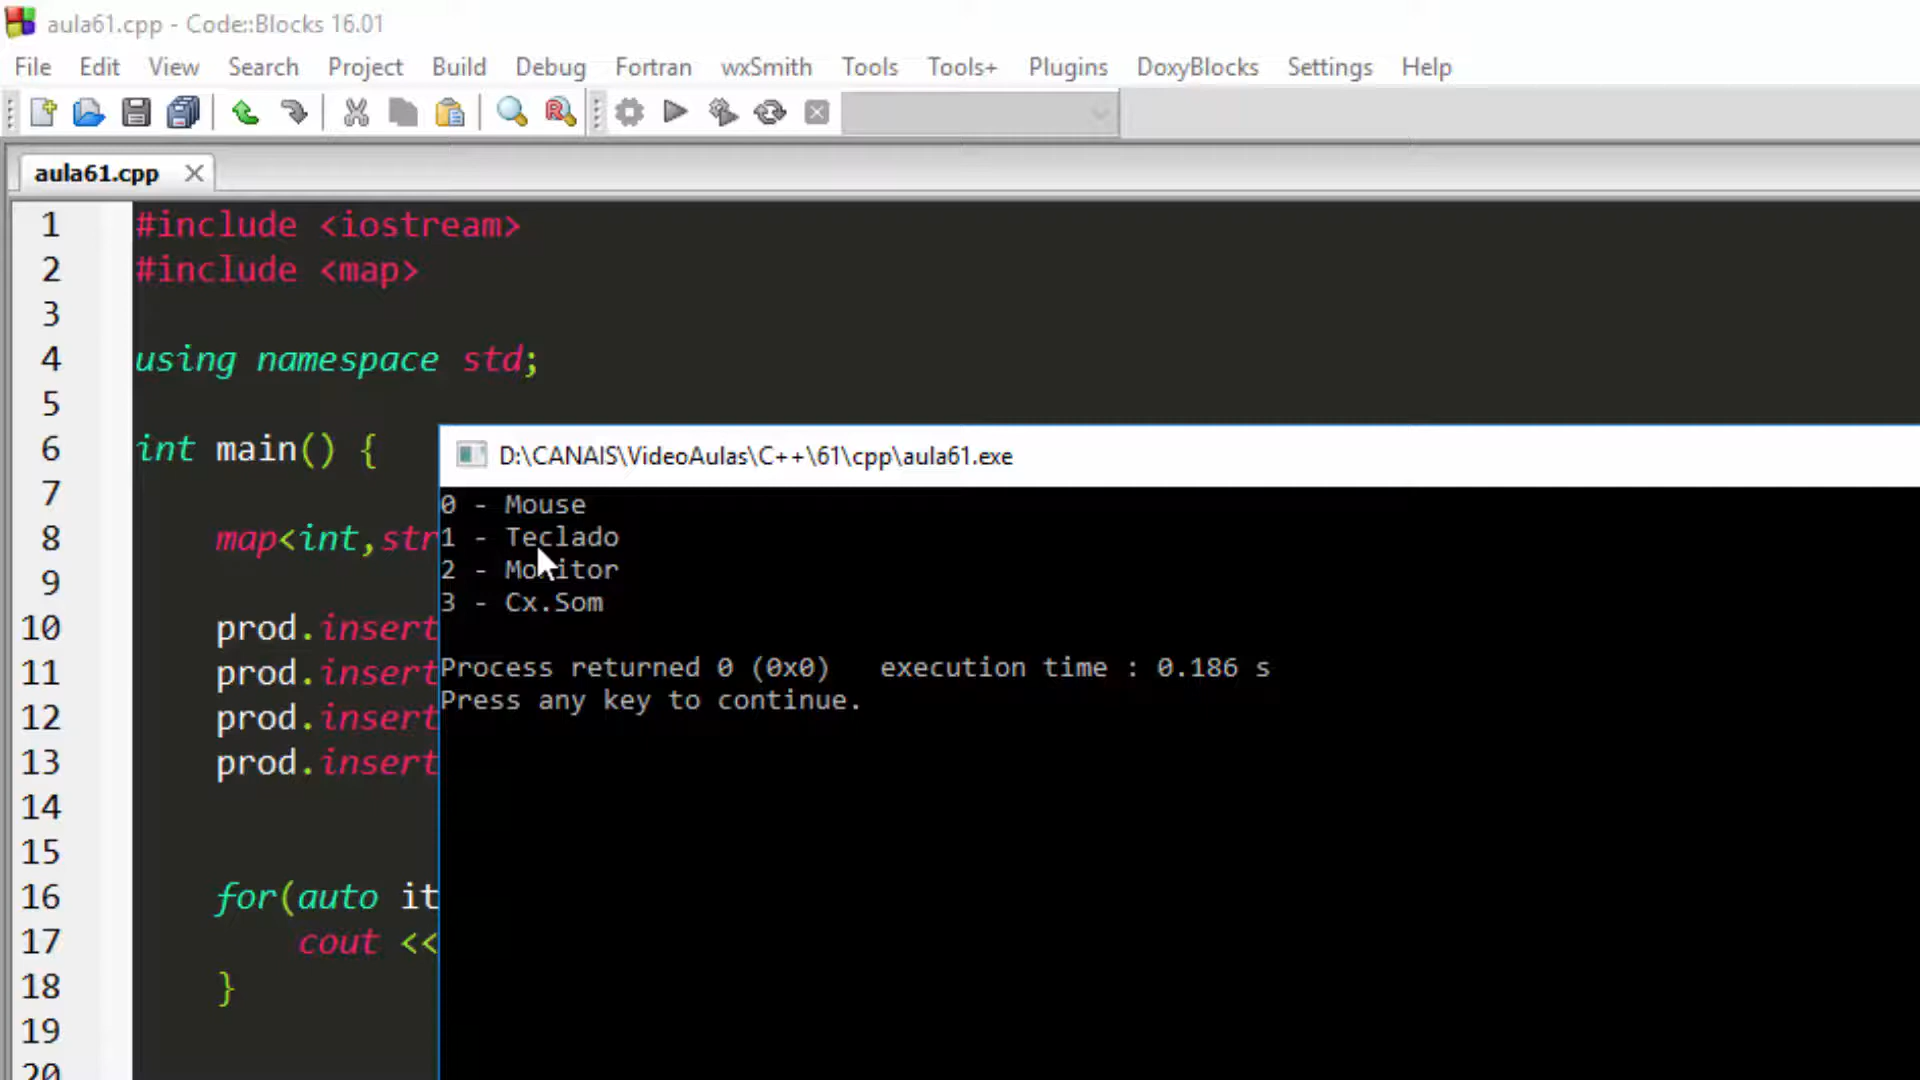 aula61.cpp - Code::Blocks 16.01
File Edit View Search Project Build Debug Fortran wxSmith Tools Tools+ Plugins DoxyBlocks Settings Help
aula61.cpp
1 #include <iostream>
2 #include <map>
3
4 using namespace std;
5
6 int main() {
7
8 map<int,str
9
10 prod.insert
11 prod.insert
12 prod.insert
13 prod.insert
14
15
16 for(auto it
17 cout <<
18 }
19
20
D:\CANAIS\VideoAulas\C++\61\cpp\aula61.exe
0 - Mouse
1 - Teclado
2 - Monitor
3 - Cx.Som
Process returned 0 (0x0) execution time : 0.186 s
Press any key to continue.